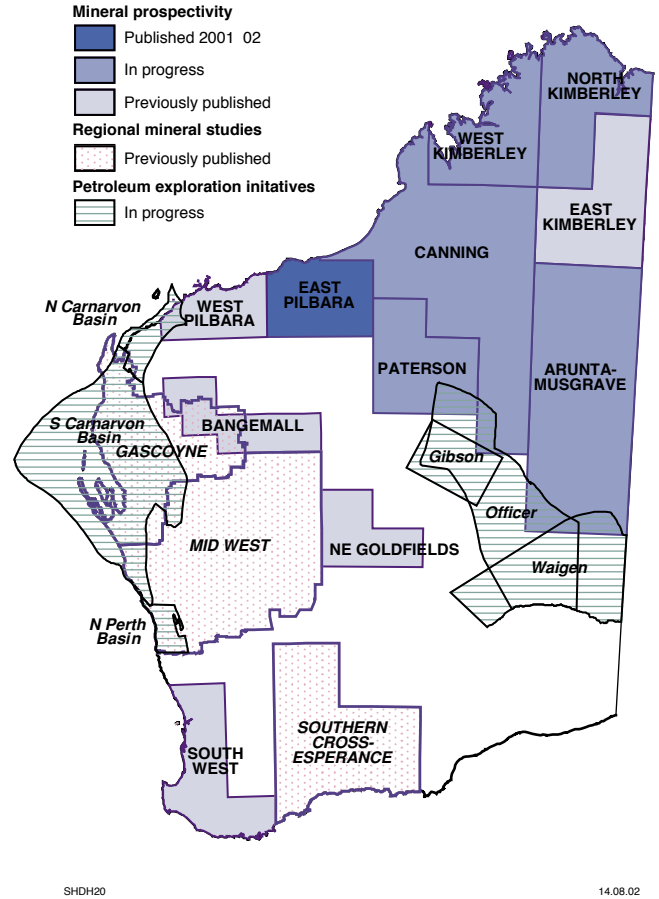 Mineral prospectivity
Published 2001 02
In progress
Previously published
Regional mineral studies
Previously published
Petroleum exploration initatives
In progress
NORTH
KIMBERLEY
WEST
KIMBERLEY
EAST
KIMBERLEY
CANNING
EAST
PILBARA
WEST
PILBARA
N Carnarvon
Basin
PATERSON
ARUNTA-
MUSGRAVE
S Carnarvon
Basin
GASCOYNE
BANGEMALL
Gibson
Officer
MID WEST
NE GOLDFIELDS
Waigen
N Perth
Basin
SOUTHERN
CROSS-
ESPERANCE
SOUTH
WEST
SHDH20
14.08.02